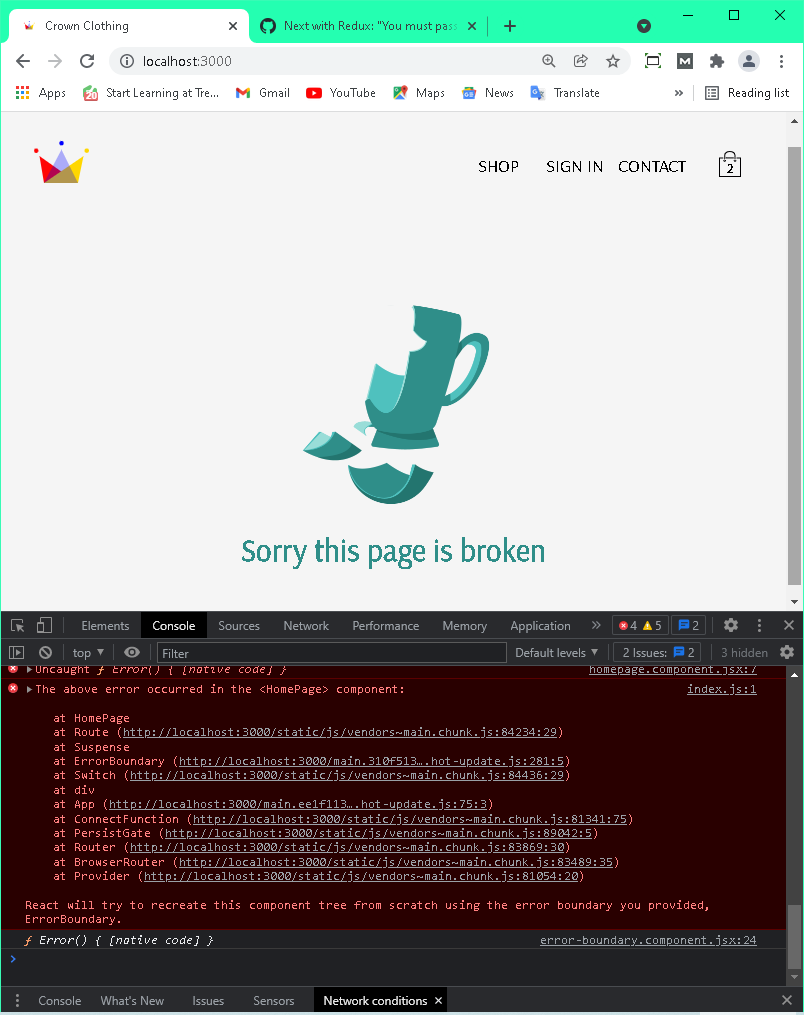 Crown Clothing
Next with Redux: "You must pass
localhost:3000
Apps Start Learning at Tre... Gmail YouTube Maps News Translate » Reading list
SHOP SIGN IN CONTACT 2
Sorry this page is broken
Elements Console Sources Network Performance Memory Application » 4 5 2
top Filter Default levels 2 Issues: 2 3 hidden
Uncaught ƒ Error() { [native code] } homepage.component.jsx:7
The above error occurred in the <HomePage> component: index.js:1
at HomePage
at Route (http://localhost:3000/static/js/vendors~main.chunk.js:84234:29)
at Suspense
at ErrorBoundary (http://localhost:3000/main.310f513….hot-update.js:281:5)
at Switch (http://localhost:3000/static/js/vendors~main.chunk.js:84436:29)
at div
at App (http://localhost:3000/main.ee1f113….hot-update.js:75:3)
at ConnectFunction (http://localhost:3000/static/js/vendors~main.chunk.js:81341:75)
at PersistGate (http://localhost:3000/static/js/vendors~main.chunk.js:89042:5)
at Router (http://localhost:3000/static/js/vendors~main.chunk.js:83869:30)
at BrowserRouter (http://localhost:3000/static/js/vendors~main.chunk.js:83489:35)
at Provider (http://localhost:3000/static/js/vendors~main.chunk.js:81054:20)
React will try to recreate this component tree from scratch using the error boundary you provided,
ErrorBoundary.
ƒ Error() { [native code] } error-boundary.component.jsx:24
Console What's New Issues Sensors Network conditions